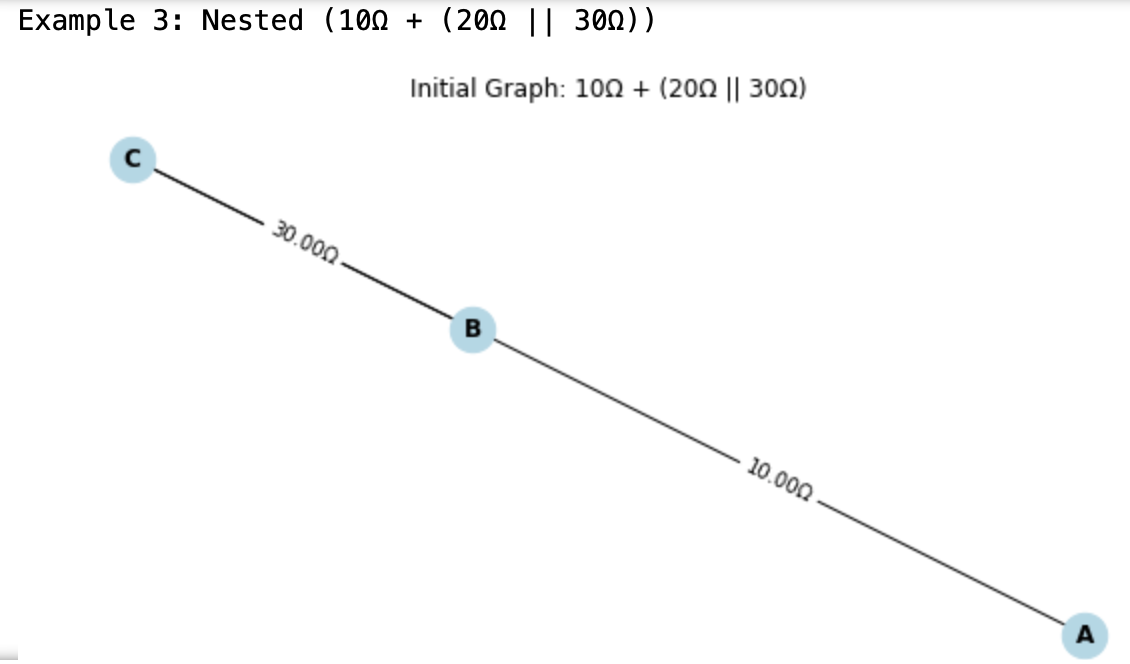 Example 3: Nested (10Ω + (20Ω || 30Ω))
Initial Graph: 10Ω + (20Ω || 30Ω)
C
30.00Ω
B
10.00Ω
A